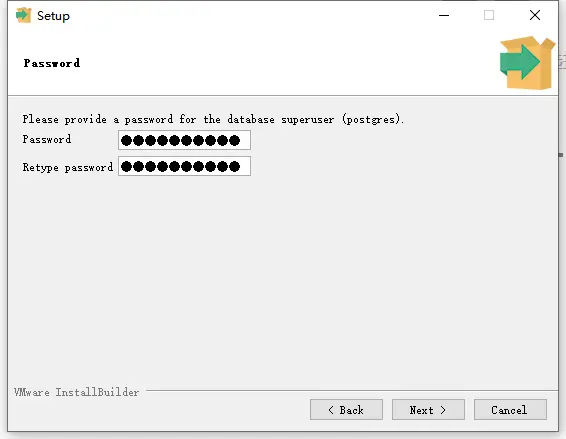 Setup
Password
Please provide a password for the database superuser (postgres).
Password ●●●●●●●●●●
Retype password ●●●●●●●●●●
VMware InstallBuilder
< Back Next > Cancel